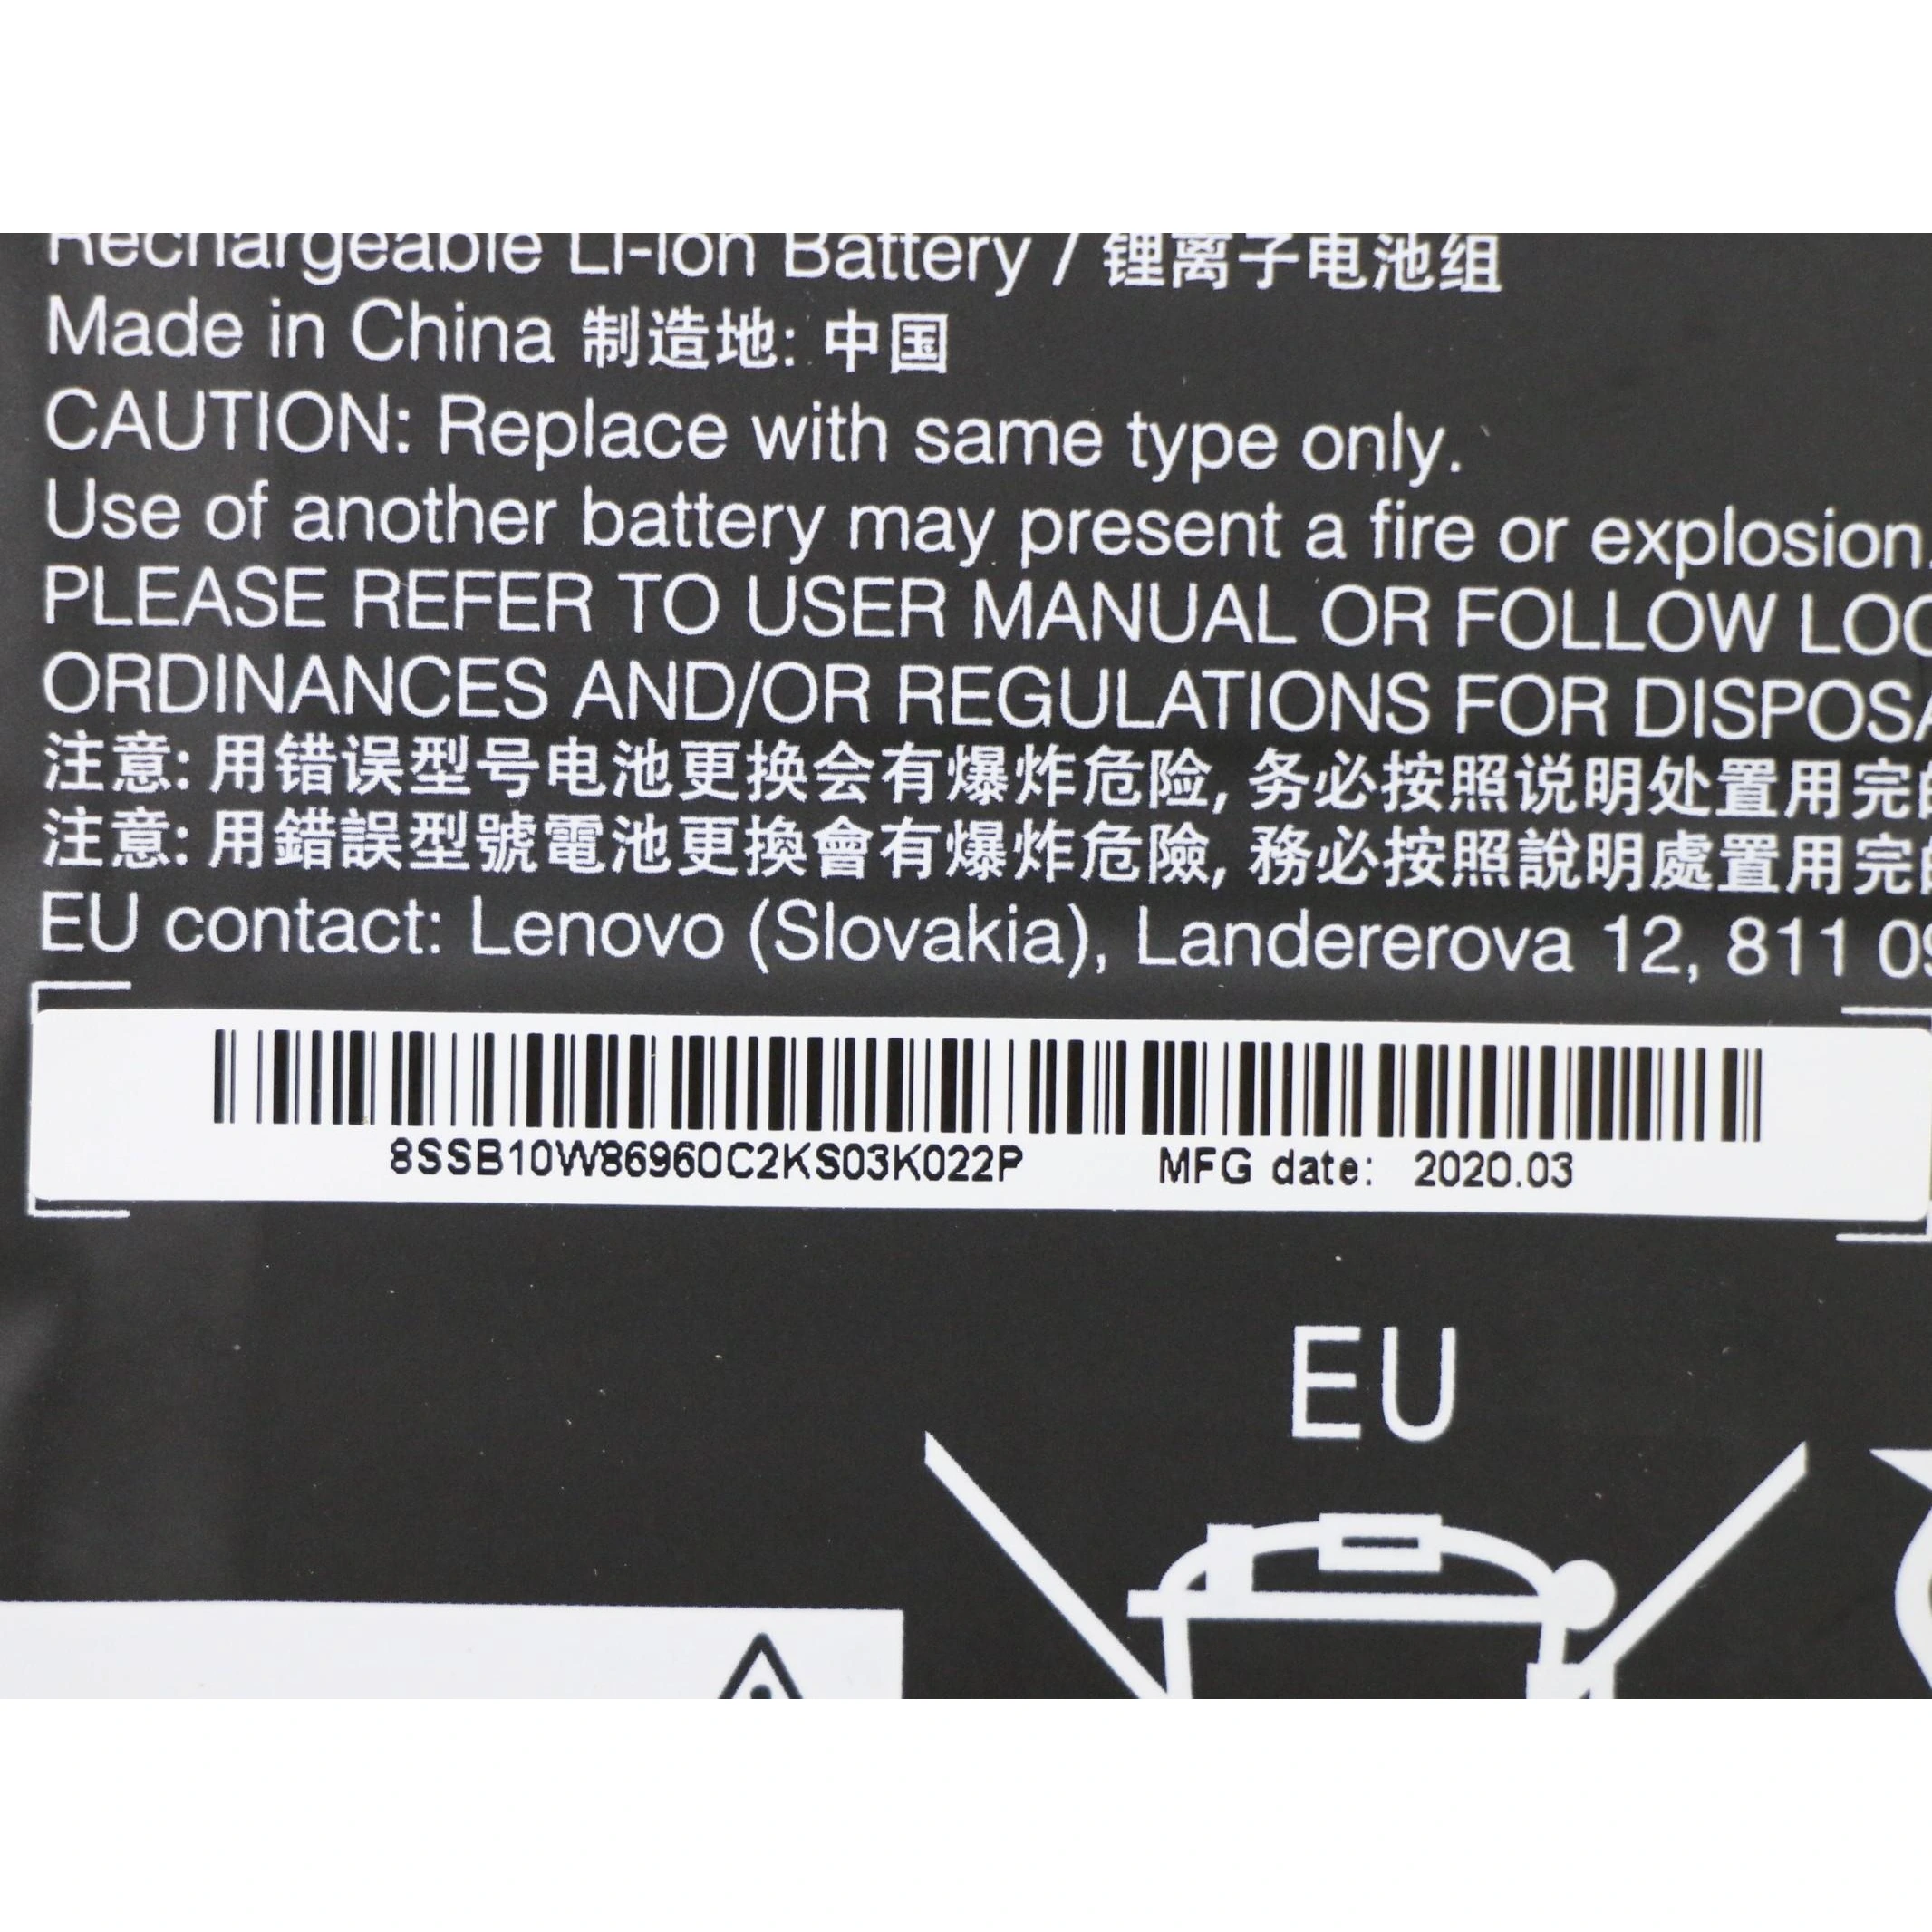 Rechargeable Li-ion Battery / 锂离子电池组
Made in China 制造地: 中国
CAUTION: Replace with same type only.
Use of another battery may present a fire or explosion.
PLEASE REFER TO USER MANUAL OR FOLLOW LOC
ORDINANCES AND/OR REGULATIONS FOR DISPOSA
注意: 用错误型号电池更换会有爆炸危险, 务必按照说明处置用完
注意: 用錯誤型號電池更換會有爆炸危險, 務必按照說明處置用完
EU contact: Lenovo (Slovakia), Landererova 12, 811 09
8SSB10W86960C2KS03K022P MFG date: 2020.03
EU